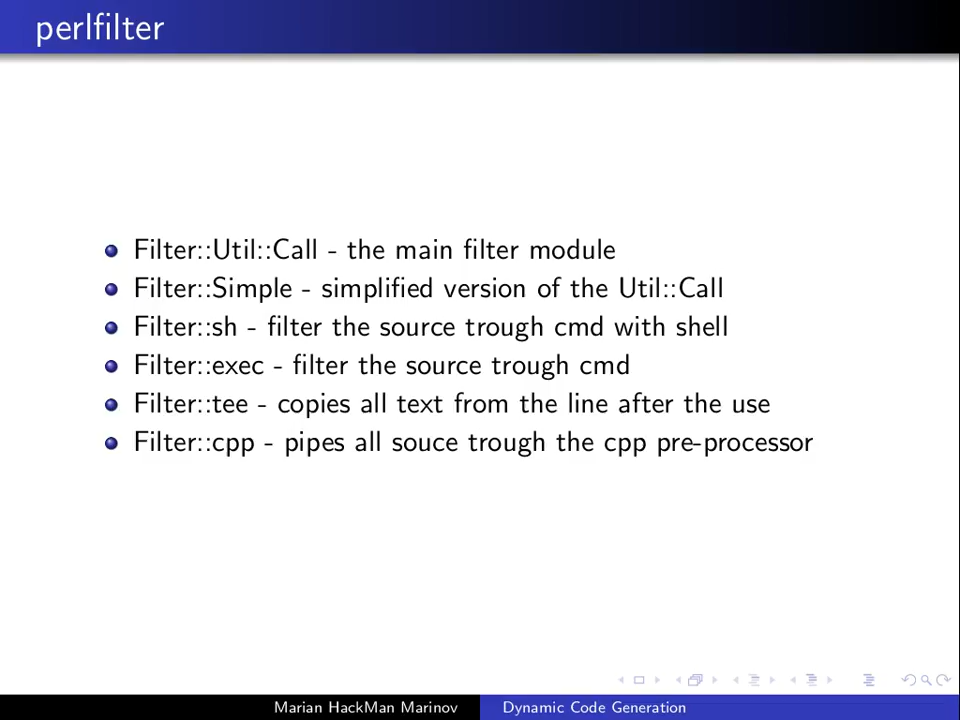 perlfilter
Filter::Util::Call - the main filter module
Filter::Simple - simplified version of the Util::Call
Filter::sh - filter the source trough cmd with shell
Filter::exec - filter the source trough cmd
Filter::tee - copies all text from the line after the use
Filter::cpp - pipes all souce trough the cpp pre-processor
Marian HackMan Marinov
Dynamic Code Generation